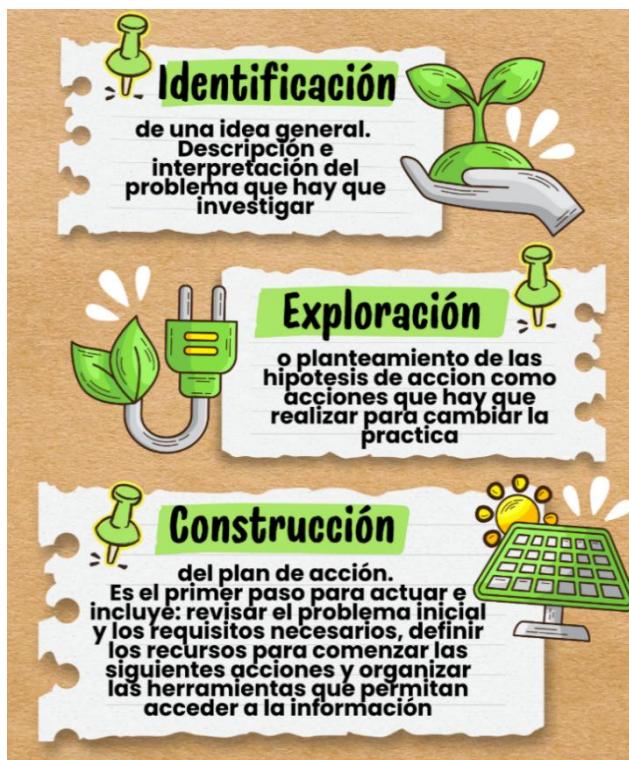 Identificación
de una idea general.
Descripción e
interpretación del
problema que hay que
investigar
Exploración
o planteamiento de las
hipotesis de accion como
acciones que hay que
realizar para cambiar la
practica
Construcción
del plan de acción.
Es el primer paso para actuar e
incluye: revisar el problema inicial
y los requisitos necesarios, definir
los recursos para comenzar las
siguientes acciones y organizar
las herramientas que permitan
acceder a la información